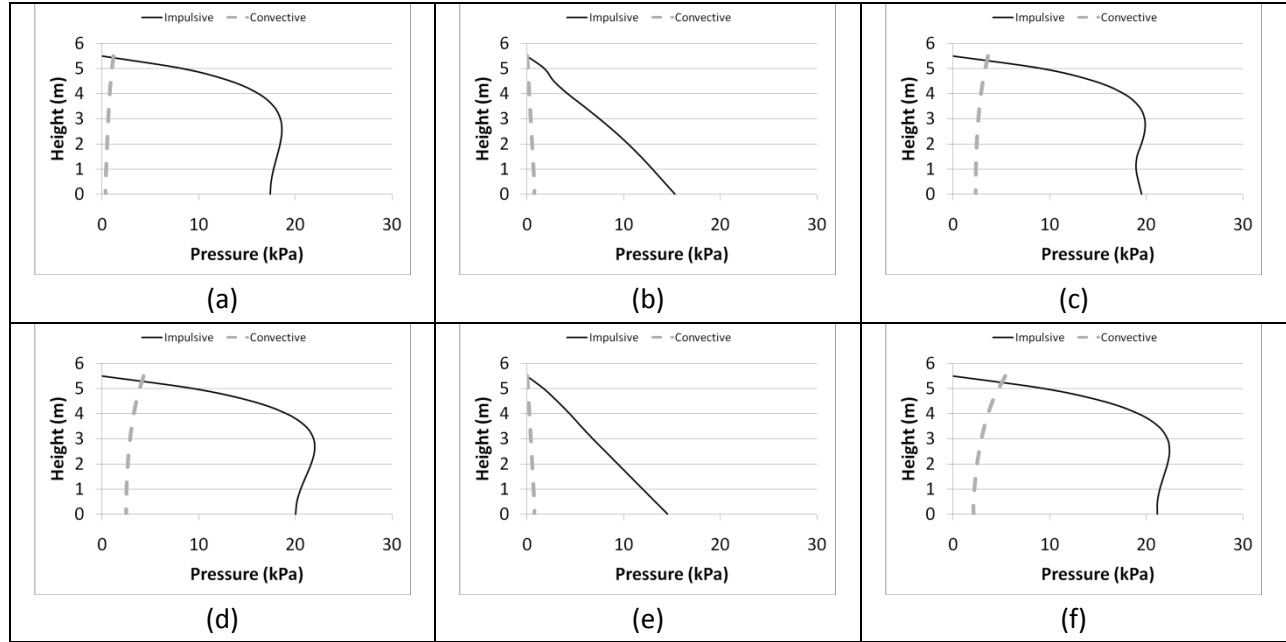 Impulsive Convective
Height (m)
6
5
4
3
2
1
0
0 10 20 30
Pressure (kPa)
(a)
Impulsive Convective
Height (m)
6
5
4
3
2
1
0
0 10 20 30
Pressure (kPa)
(b)
Impulsive Convective
Height (m)
6
5
4
3
2
1
0
0 10 20 30
Pressure (kPa)
(c)
Impulsive Convective
Height (m)
6
5
4
3
2
1
0
0 10 20 30
Pressure (kPa)
(d)
Impulsive Convective
Height (m)
6
5
4
3
2
1
0
0 10 20 30
Pressure (kPa)
(e)
Impulsive Convective
Height (m)
6
5
4
3
2
1
0
0 10 20 30
Pressure (kPa)
(f)